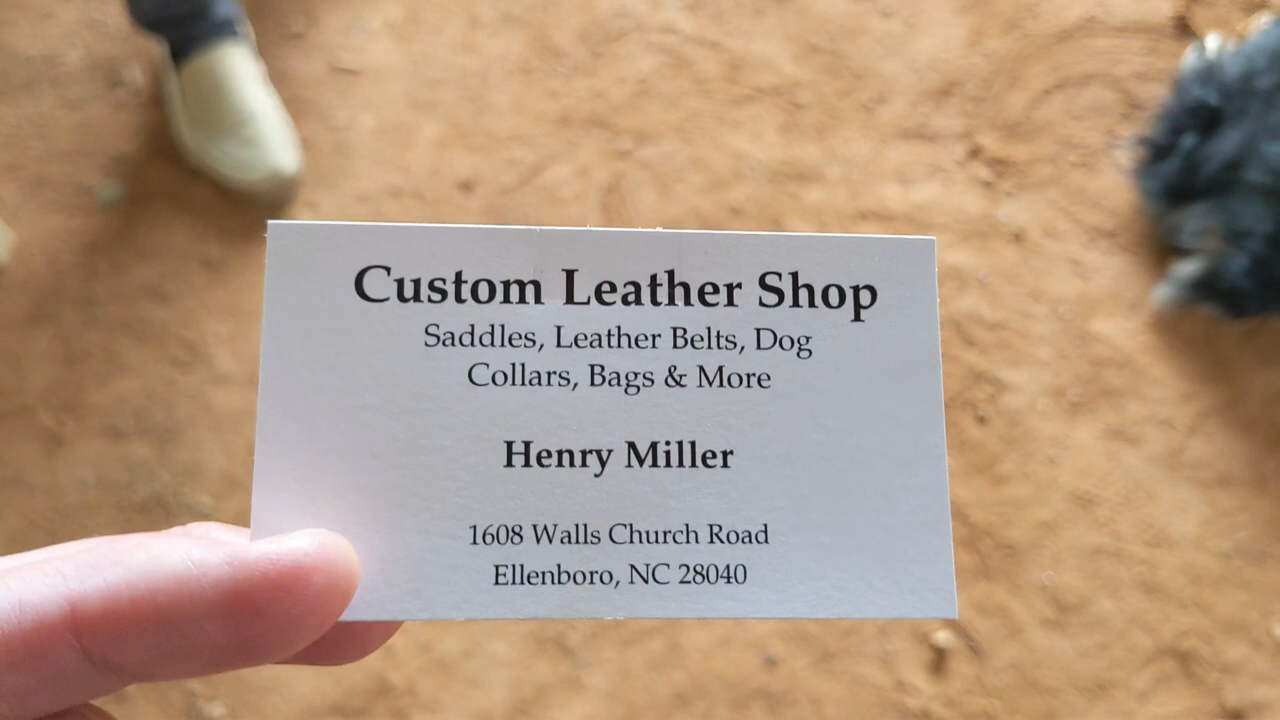 Custom Leather Shop
Saddles, Leather Belts, Dog
Collars, Bags & More
Henry Miller
1608 Walls Church Road
Ellenboro, NC 28040